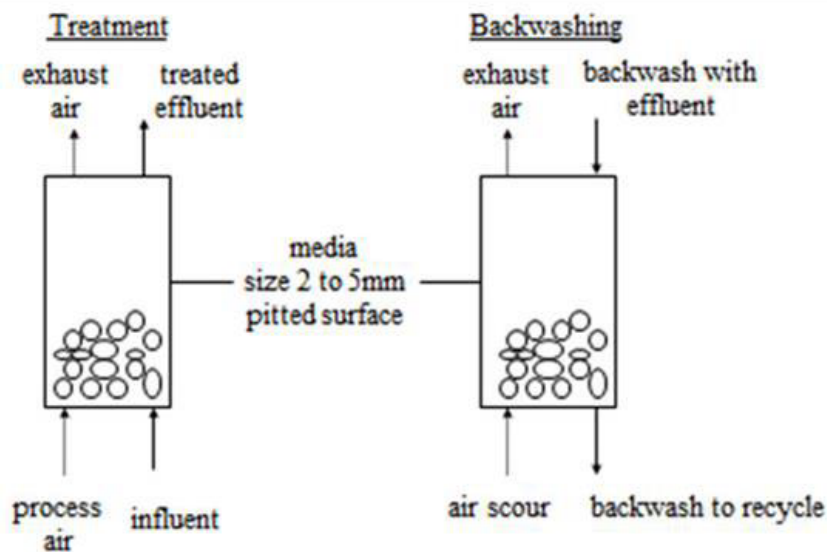 Treatment
exhaust
air
treated
effluent
Backwashing
exhaust
air
backwash with
effluent
media
size 2 to 5mm
pitted surface
process
air
influent
air scour
backwash to recycle